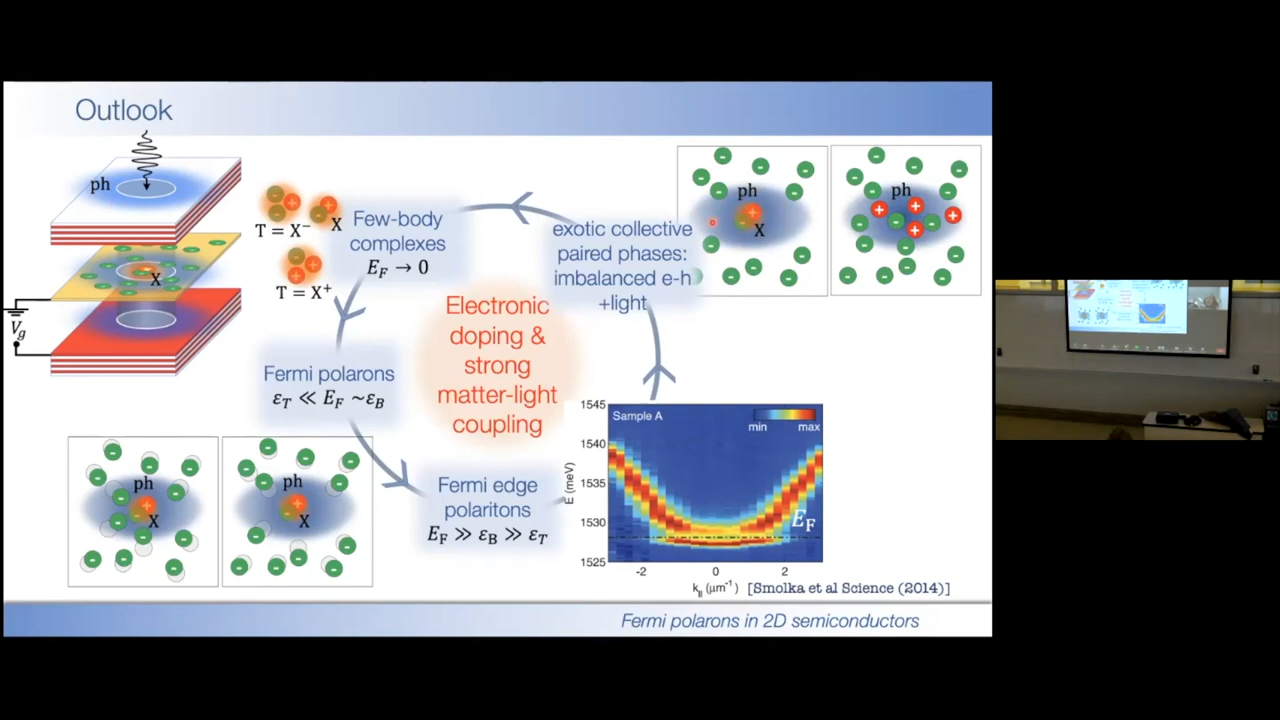 Outlook
ph
X
Vg
T = X⁻
X
T = X⁺
Few-body
complexes
E_F → 0
exotic collective
paired phases:
imbalanced e-h
+light
ph
X
ph
Electronic
doping &
strong
matter-light
coupling
Fermi polarons
ε_T ≪ E_F ~ε_B
ph
X
ph
X
Fermi edge
polaritons
E_F ≫ ε_B ≫ ε_T
Sample A
min max
1545
1540
1535
1530
1525
E (meV)
E_F
-2 0 2
k_|| (μm⁻¹)
[Smolka et al Science (2014)]
Fermi polarons in 2D semiconductors